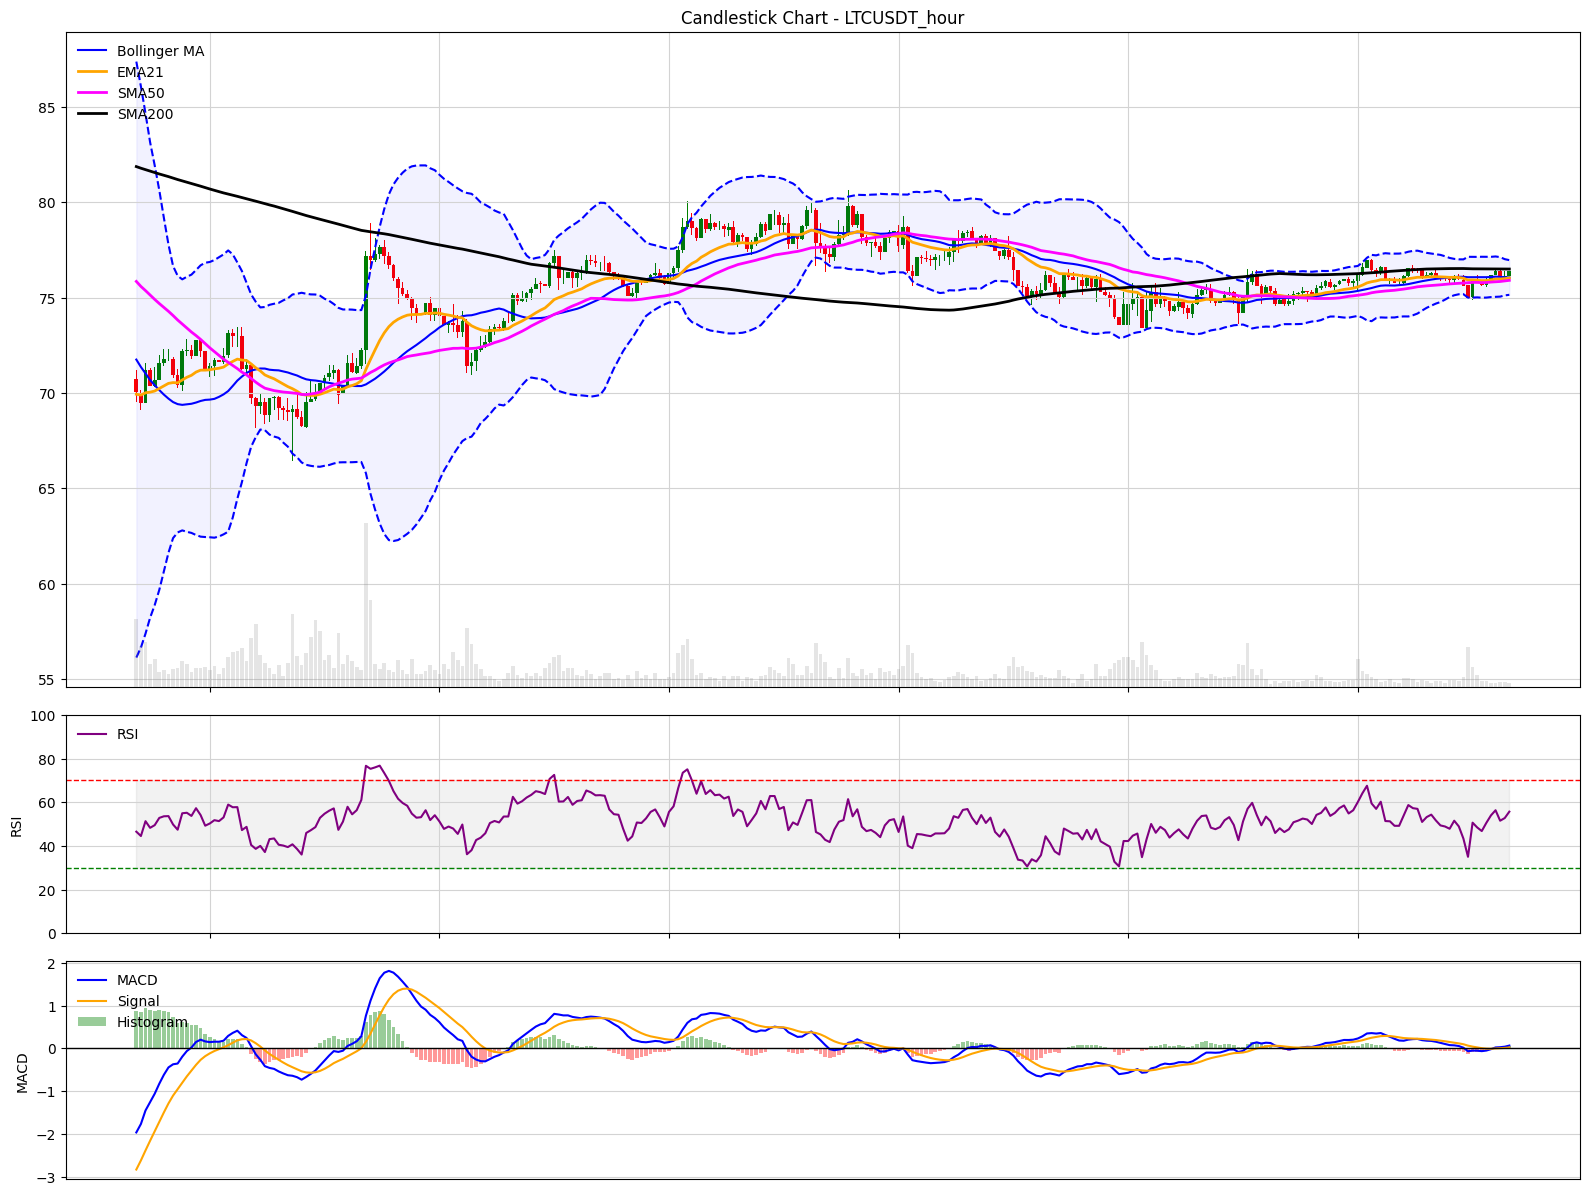 Candlestick Chart - LTCUSDT_hour
Bollinger MA
EMA21
SMA50
SMA200
85
80
75
70
65
60
55
RSI
100
80
60
40
20
0
RSI
MACD
Signal
Histogram
2
1
0
−1
−2
−3
MACD